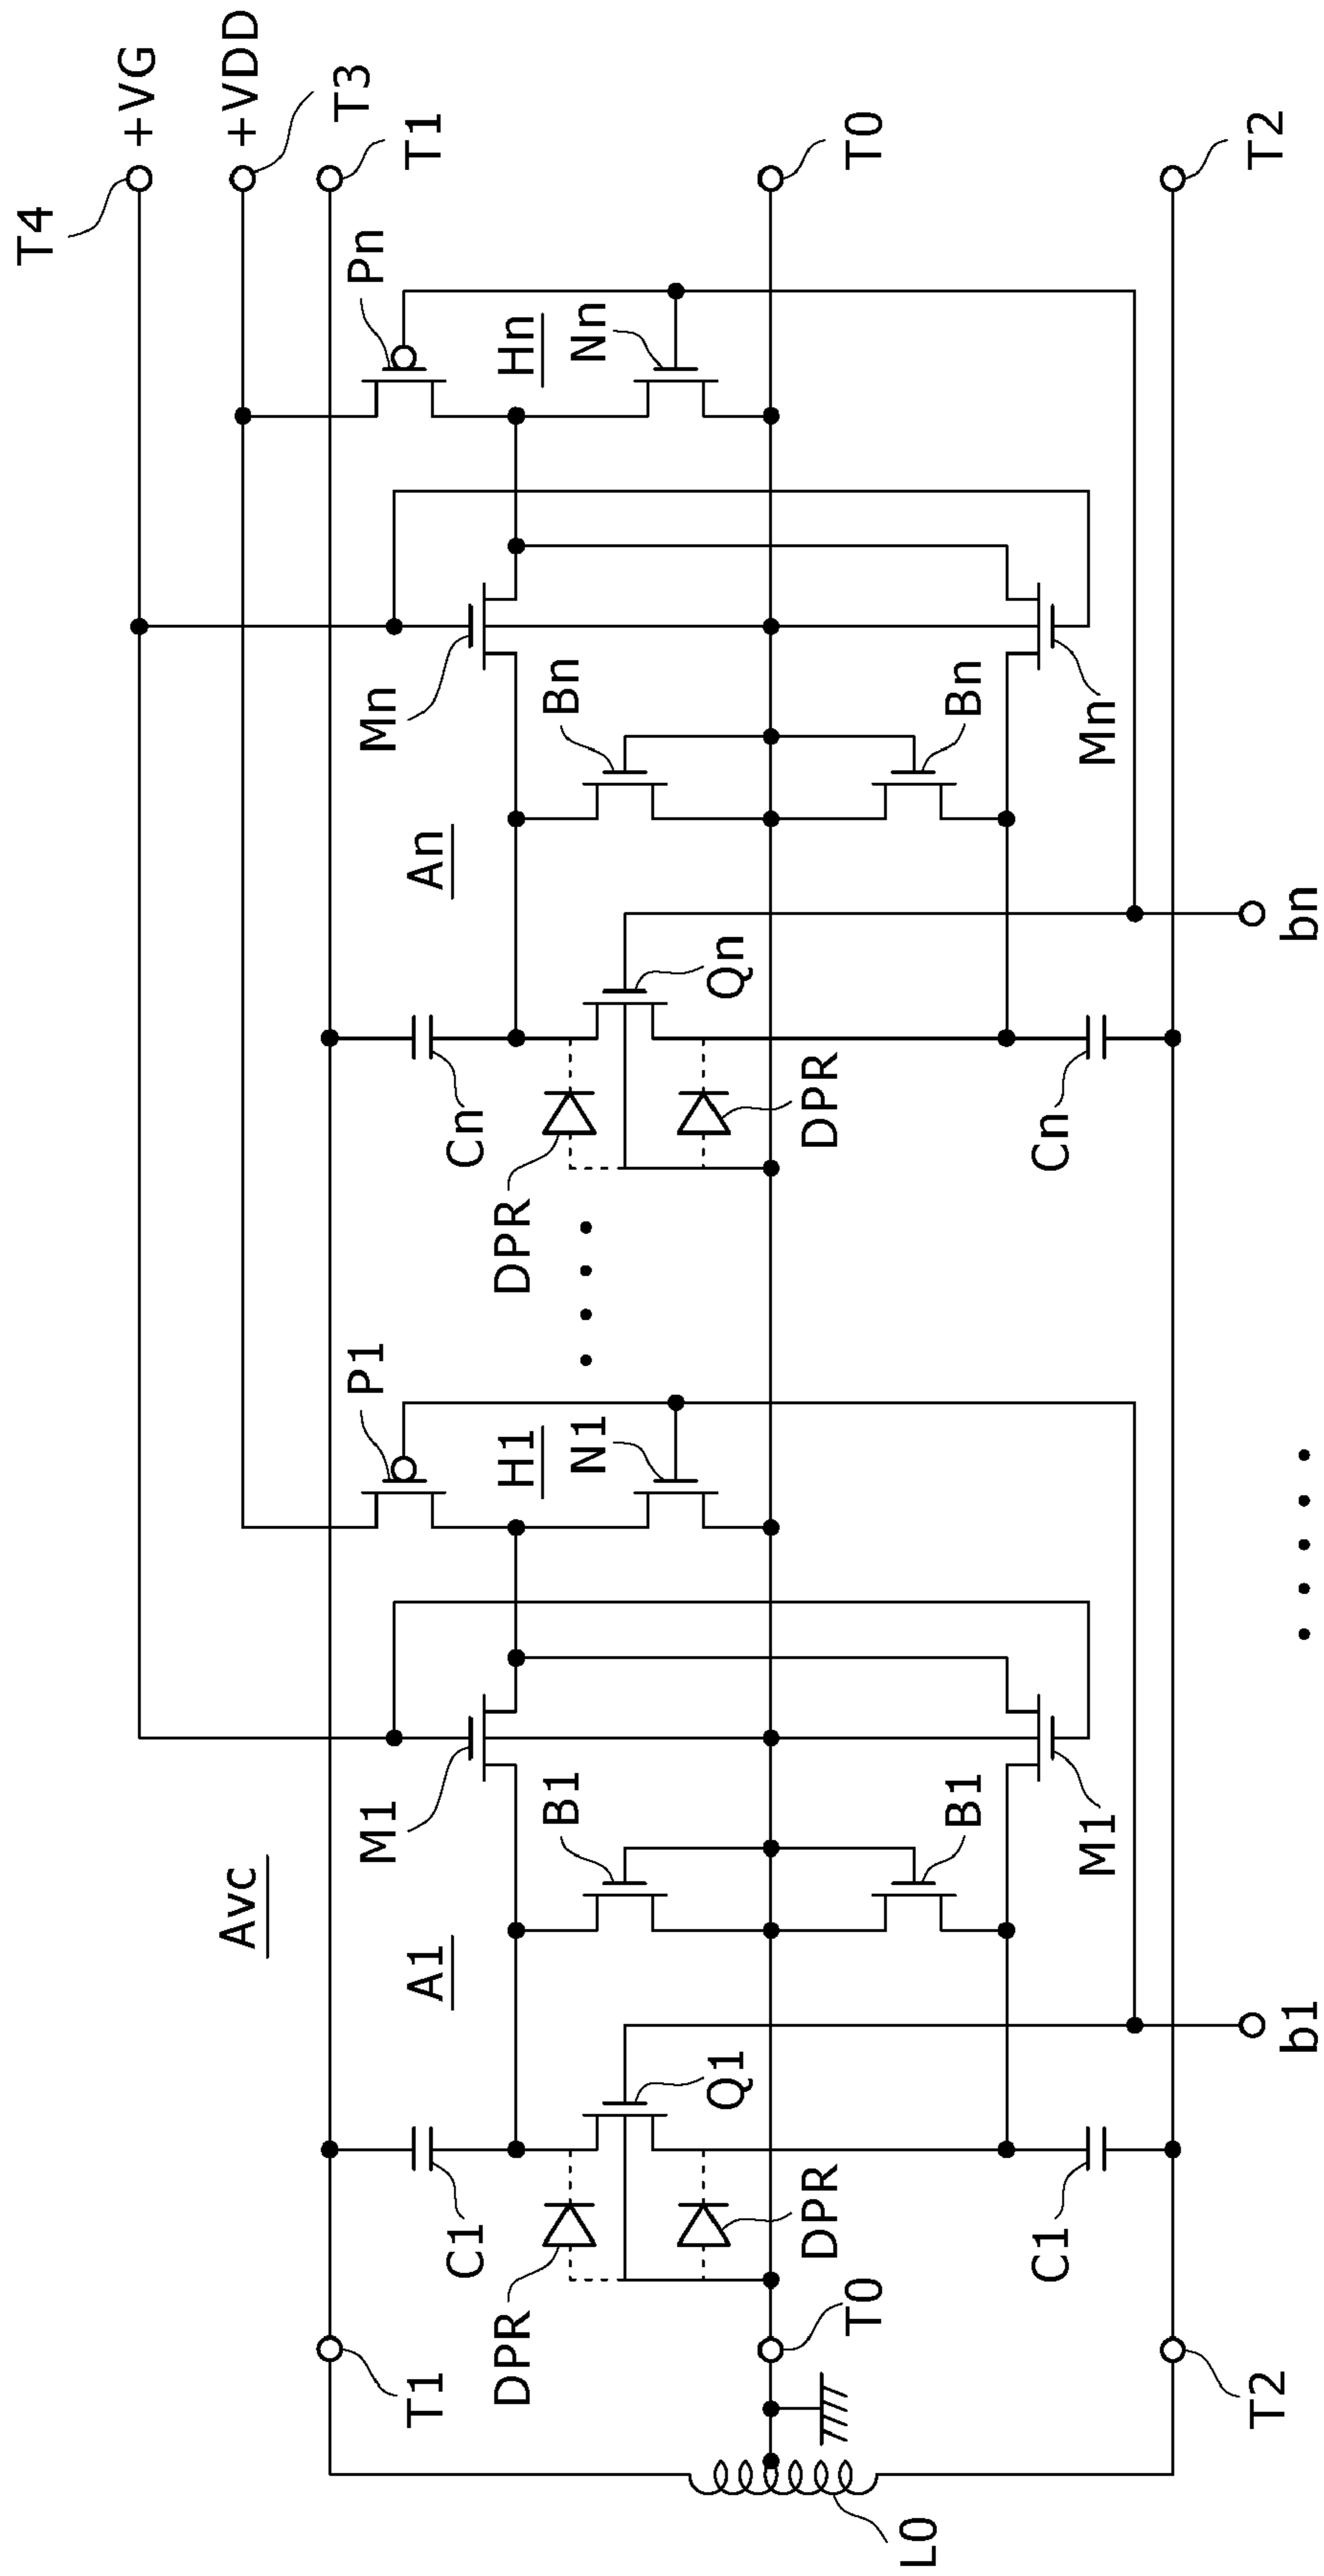 T4
+VG
+VDD
T3
T1
T0
T2
Pn
Hn
Nn
Mn
Bn
Bn
Mn
An
Qn
bn
Cn
DPR
DPR
Cn
P1
H1
N1
M1
B1
B1
M1
Avc
A1
Q1
b1
C1
DPR
DPR
C1
T1
T0
T2
L0